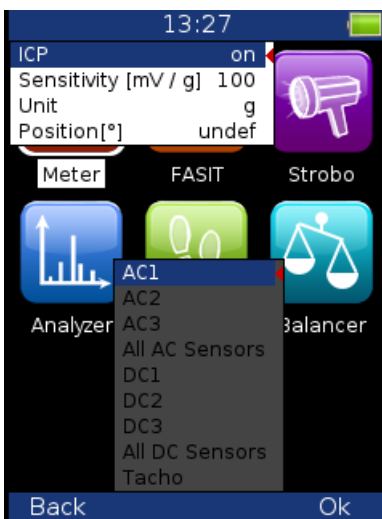 13:27
ICP on
Sensitivity [mV / g] 100
Unit g
Position[°] undef
Meter FASIT Strobo
Analyzer Balancer
AC1
AC2
AC3
All AC Sensors
DC1
DC2
DC3
All DC Sensors
Tacho
Back Ok